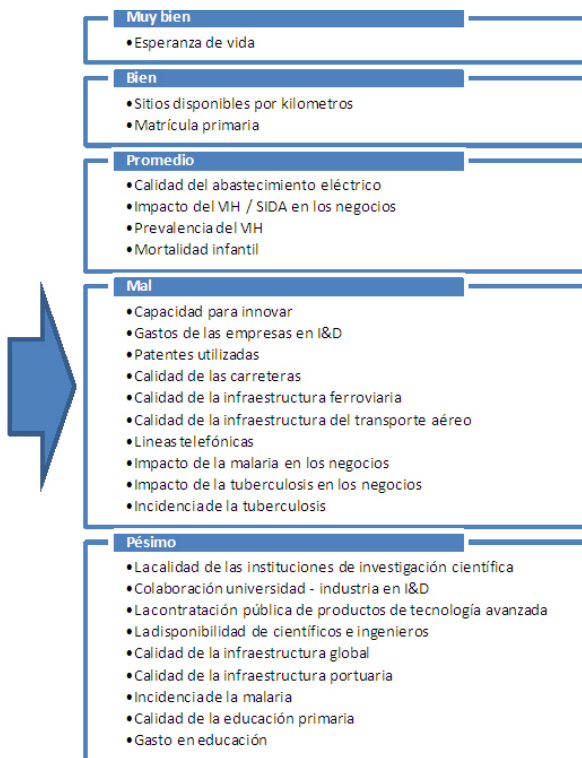 Muy bien
•Esperanza de vida
Bien
•Sitios disponibles por kilometros
•Matrícula primaria
Promedio
•Calidad del abastecimiento eléctrico
•Impacto del VIH / SIDA en los negocios
•Prevalencia del VIH
•Mortalidad infantil
Mal
•Capacidad para innovar
•Gastos de las empresas en I&D
•Patentes utilizadas
•Calidad de las carreteras
•Calidad de la infraestructura ferroviaria
•Calidad de la infraestructura del transporte aéreo
•Lineas telefónicas
•Impacto de la malaria en los negocios
•Impacto de la tuberculosis en los negocios
•Incidencia de la tuberculosis
Pésimo
•Lacalidad de las instituciones de investigación científica
•Colaboración universidad - industria en I&D
•Lacontratación pública de productos de tecnología avanzada
•Ladisponibilidad de científicos e ingenieros
•Calidad de la infraestructura global
•Calidad de la infraestructura portuaria
•Incidencia de la malaria
•Calidad de la educación primaria
•Gasto en educación